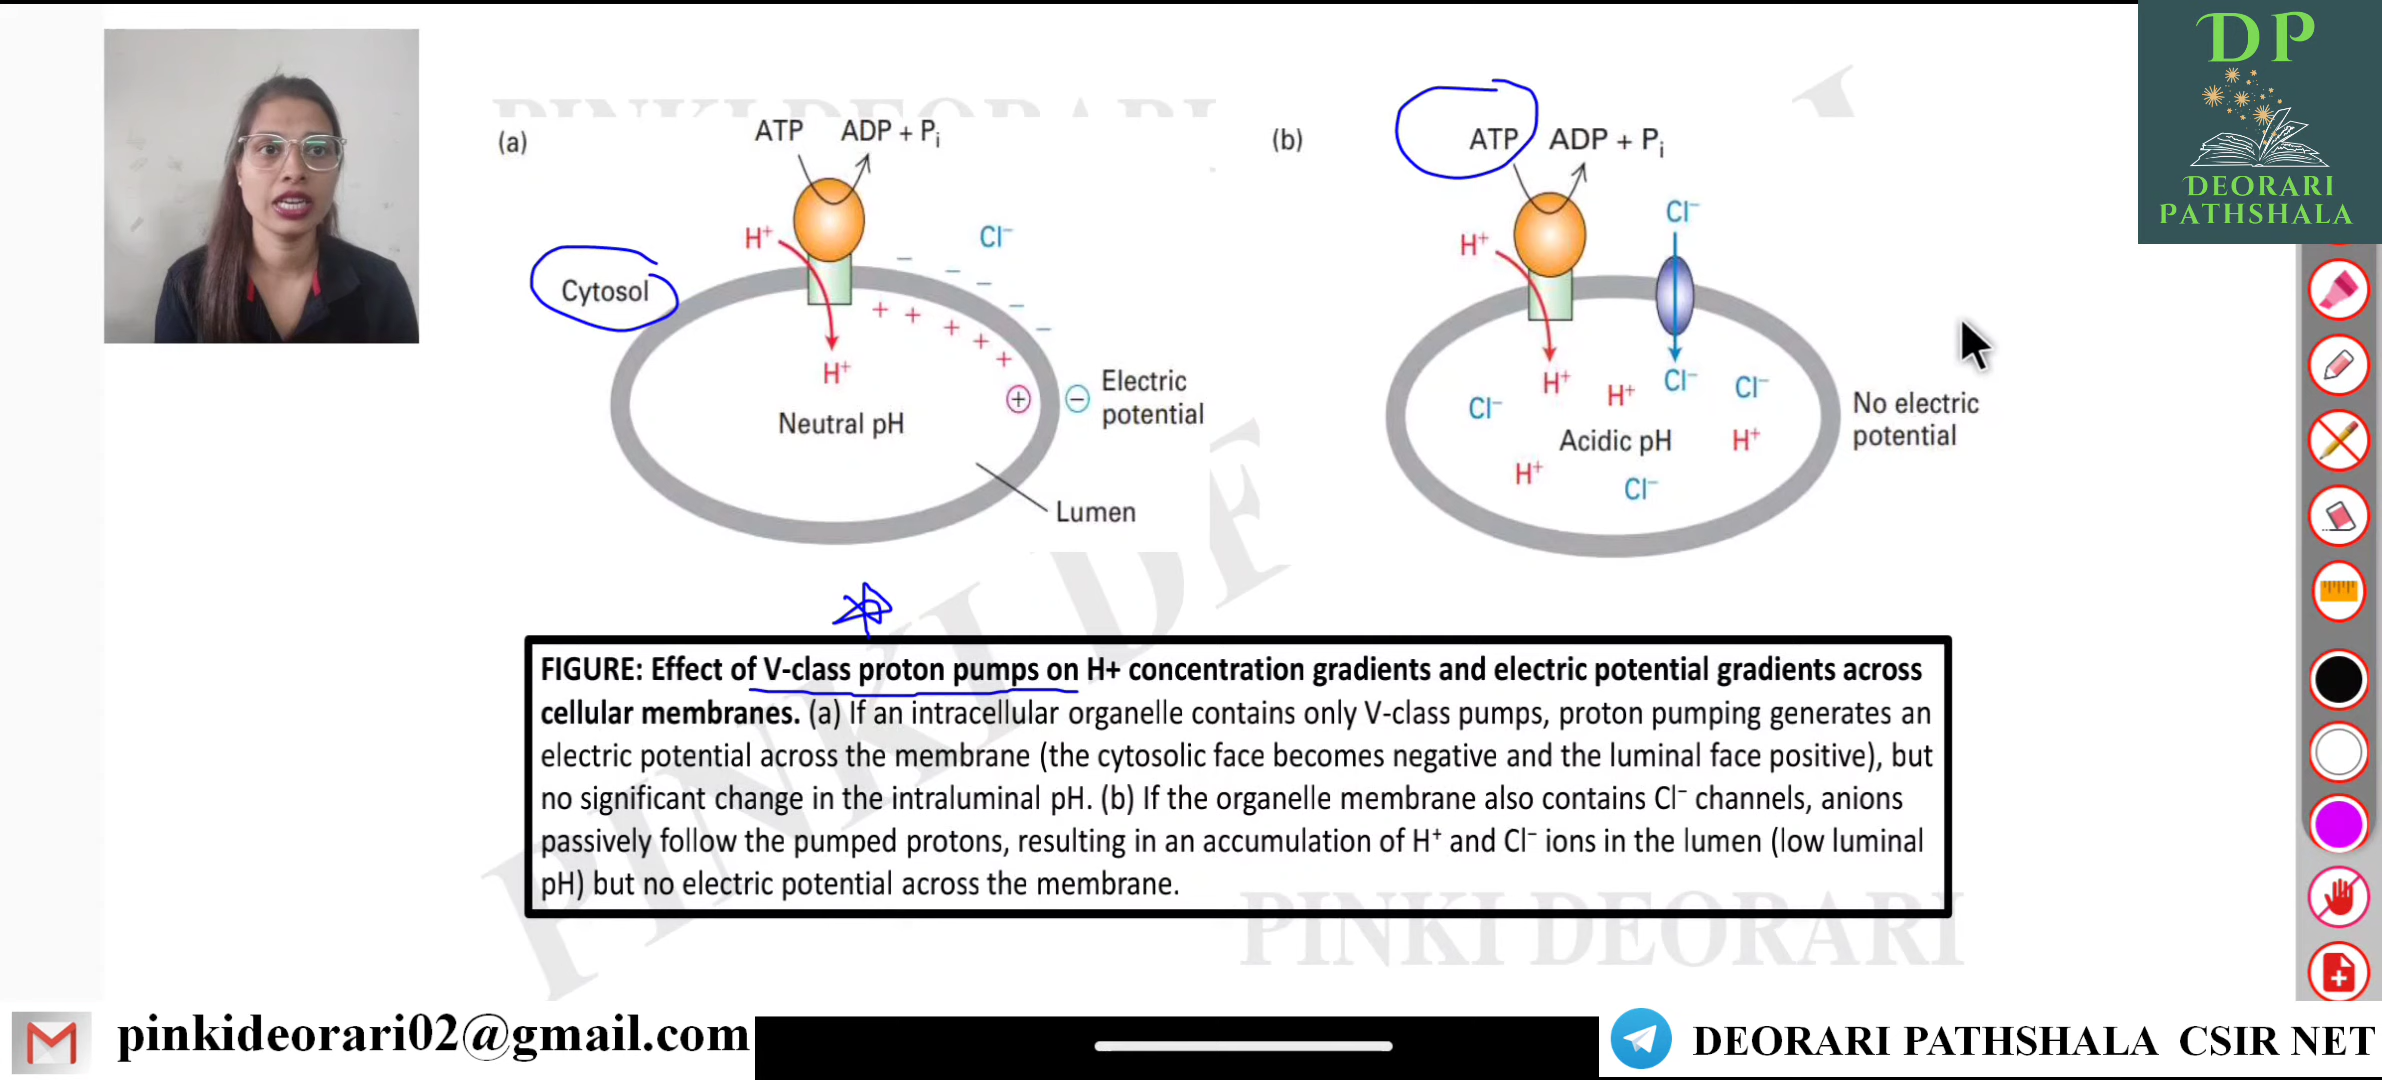 DP
DEORARI
PATHSHALA
PINKI DEORARI
(a)
ATP ADP + Pi
H⁺
Cl⁻
Cytosol
− − − − −
+ + + + +
H⁺
Neutral pH
+ −
Electric
potential
Lumen
(b)
ATP ADP + Pi
Cl⁻
H⁺
H⁺ H⁺ Cl⁻ Cl⁻
Cl⁻
Acidic pH H⁺
H⁺
Cl⁻
No electric
potential
PINKI DE
FIGURE: Effect of V-class proton pumps on H+ concentration gradients and electric potential gradients across
cellular membranes. (a) If an intracellular organelle contains only V-class pumps, proton pumping generates an
electric potential across the membrane (the cytosolic face becomes negative and the luminal face positive), but
no significant change in the intraluminal pH. (b) If the organelle membrane also contains Cl⁻ channels, anions
passively follow the pumped protons, resulting in an accumulation of H⁺ and Cl⁻ ions in the lumen (low luminal
pH) but no electric potential across the membrane.
PINKI
PINKI DEORARI
pinkideorari02@gmail.com
DEORARI PATHSHALA CSIR NET